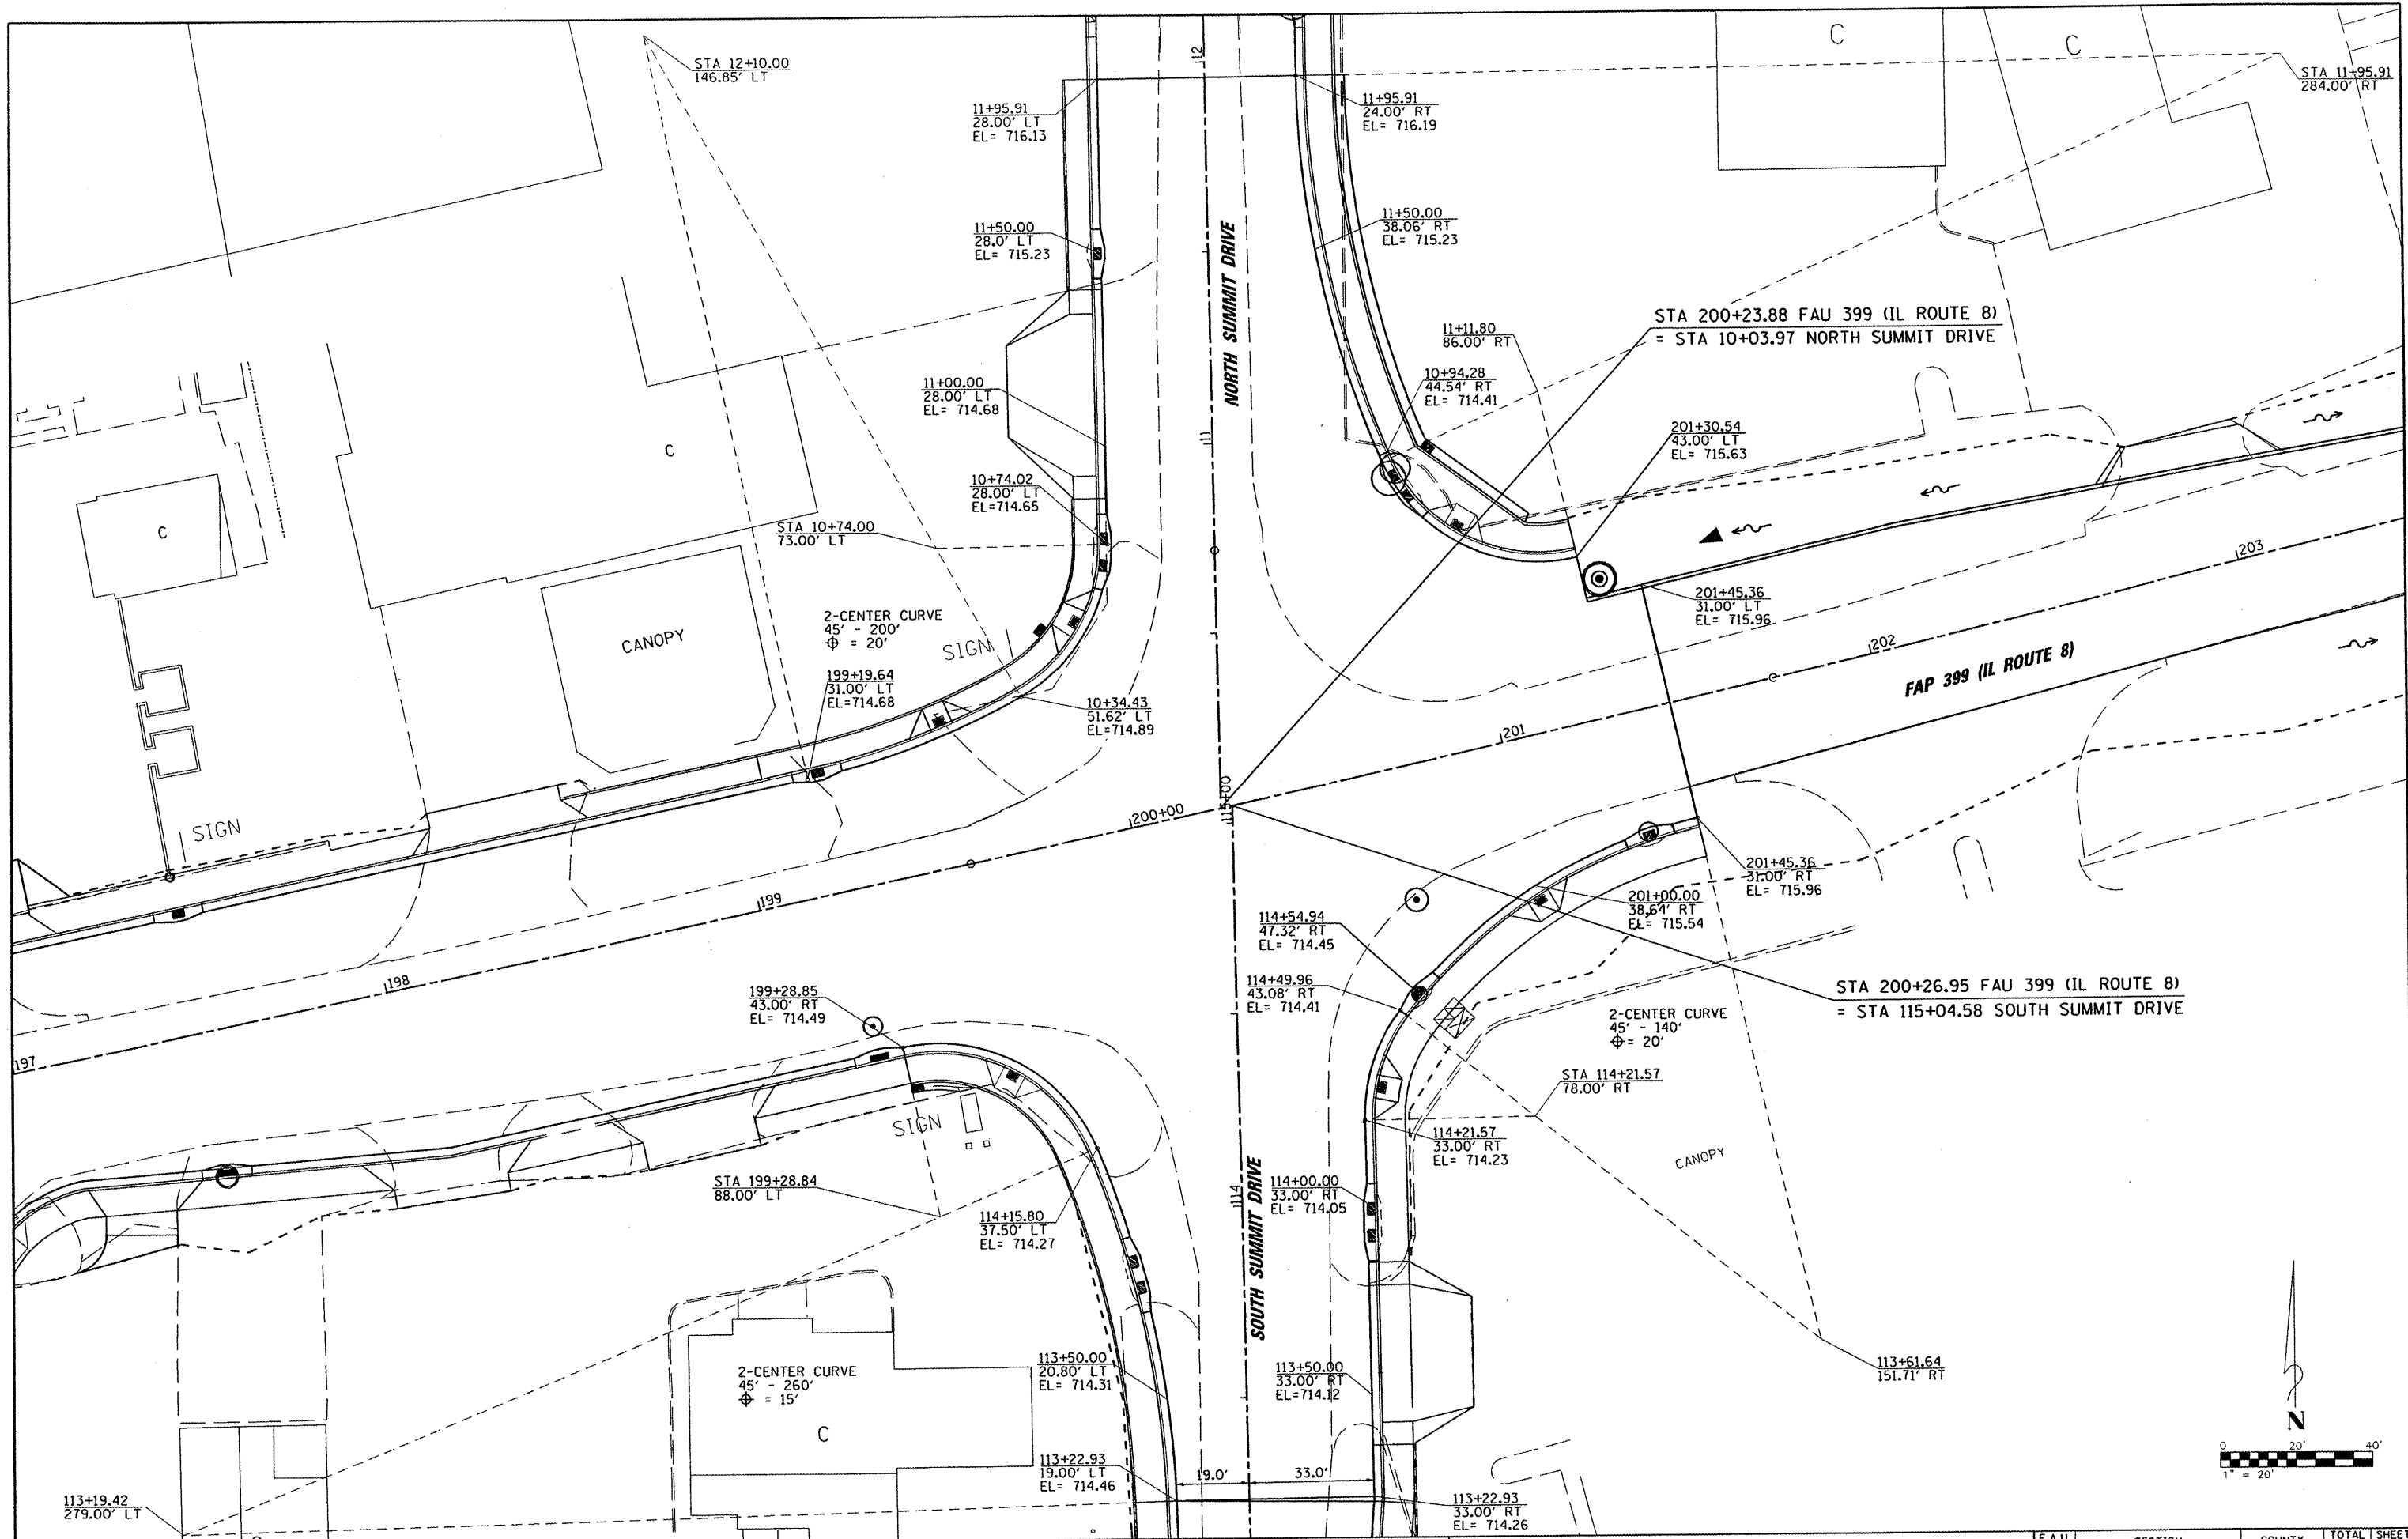 STA 12+10.00
146.85' LT
12
C
C
STA 11+95.91
284.00' RT
11+95.91
28.00' LT
EL= 716.13
11+95.91
24.00' RT
EL= 716.19
11+50.00
28.0' LT
EL= 715.23
11+50.00
38.06' RT
EL= 715.23
NORTH SUMMIT DRIVE
STA 200+23.88 FAU 399 (IL ROUTE 8)
= STA 10+03.97 NORTH SUMMIT DRIVE
11+11.80
86.00' RT
11+00.00
28.00' LT
EL= 714.68
10+94.28
44.54' RT
EL= 714.41
11
201+30.54
43.00' LT
EL= 715.63
C
C
10+74.02
28.00' LT
EL=714.65
STA 10+74.00
73.00' LT
203
201+45.36
31.00' LT
EL= 715.96
2-CENTER CURVE
45' - 200'
= 20'
CANOPY
SIGN
202
FAP 399 (IL ROUTE 8)
199+19.64
31.00' LT
EL=714.68
10+34.43
51.62' LT
EL=714.89
201
115+00
200+00
SIGN
201+45.36
31.00' RT
EL= 715.96
201+00.00
38.64' RT
EL= 715.54
199
114+54.94
47.32' RT
EL= 714.45
198
114+49.96
43.08' RT
EL= 714.41
STA 200+26.95 FAU 399 (IL ROUTE 8)
= STA 115+04.58 SOUTH SUMMIT DRIVE
199+28.85
43.00' RT
EL= 714.49
2-CENTER CURVE
45' - 140'
= 20'
197
STA 114+21.57
78.00' RT
SIGN
114+21.57
33.00' RT
EL= 714.23
CANOPY
STA 199+28.84
88.00' LT
114
114+00.00
33.00' RT
EL= 714.05
114+15.80
37.50' LT
EL= 714.27
SOUTH SUMMIT DRIVE
2-CENTER CURVE
45' - 260'
= 15'
C
113+50.00
20.80' LT
EL= 714.31
113+50.00
33.00' RT
EL=714.12
113+61.64
151.71' RT
N
0 20' 40'
1" = 20'
113+22.93
19.00' LT
EL= 714.46
19.0'
33.0'
113+22.93
33.00' RT
EL= 714.26
113+19.42
279.00' LT
F.A.U. SECTION COUNTY TOTAL SHEET